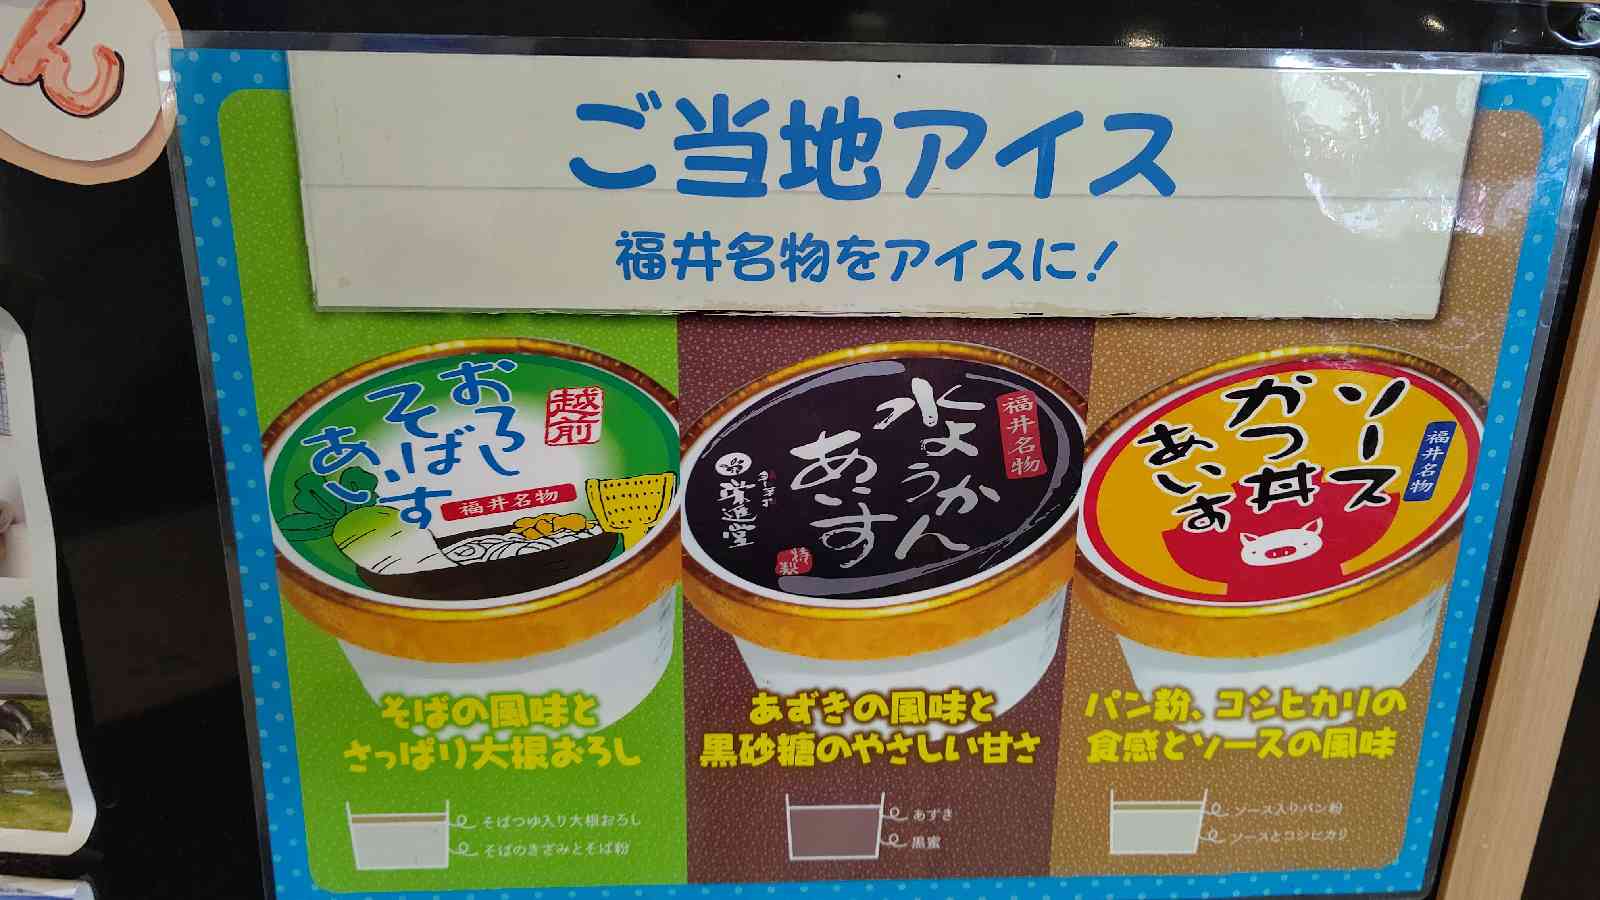 ん
ご当地アイス
福井名物をアイスに!
おろし
そばす
あい
越前
福井名物
水ようかん
あいす
福井名物
栄進堂
特製
ソース
かつ丼
あいす
福井名物
そばの風味と
さっぱり大根おろし
あずきの風味と
黒砂糖のやさしい甘さ
パン粉、コシヒカリの
食感とソースの風味
そばつゆ入り大根おろし
そばのきざみとそば粉
あずき
黒蜜
ソース入りパン粉
ソースとコシヒカリ